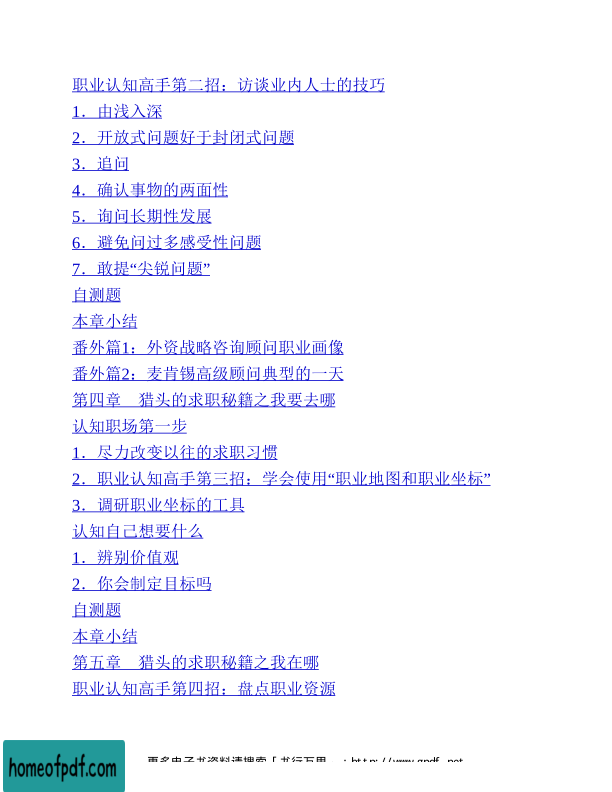 职业认知高手第二招：访谈业内人士的技巧
1．由浅入深
2．开放式问题好于封闭式问题
3．追问
4．确认事物的两面性
5．询问长期性发展
6．避免问过多感受性问题
7．敢提“尖锐问题”
自测题
本章小结
番外篇1：外资战略咨询顾问职业画像
番外篇2：麦肯锡高级顾问典型的一天
第四章　猎头的求职秘籍之我要去哪
认知职场第一步
1．尽力改变以往的求职习惯
2．职业认知高手第三招：学会使用“职业地图和职业坐标”
3．调研职业坐标的工具
认知自己想要什么
1．辨别价值观
2．你会制定目标吗
自测题
本章小结
第五章　猎头的求职秘籍之我在哪
职业认知高手第四招：盘点职业资源
更多电子书资料请搜索「书行万里
homeofpdf.com